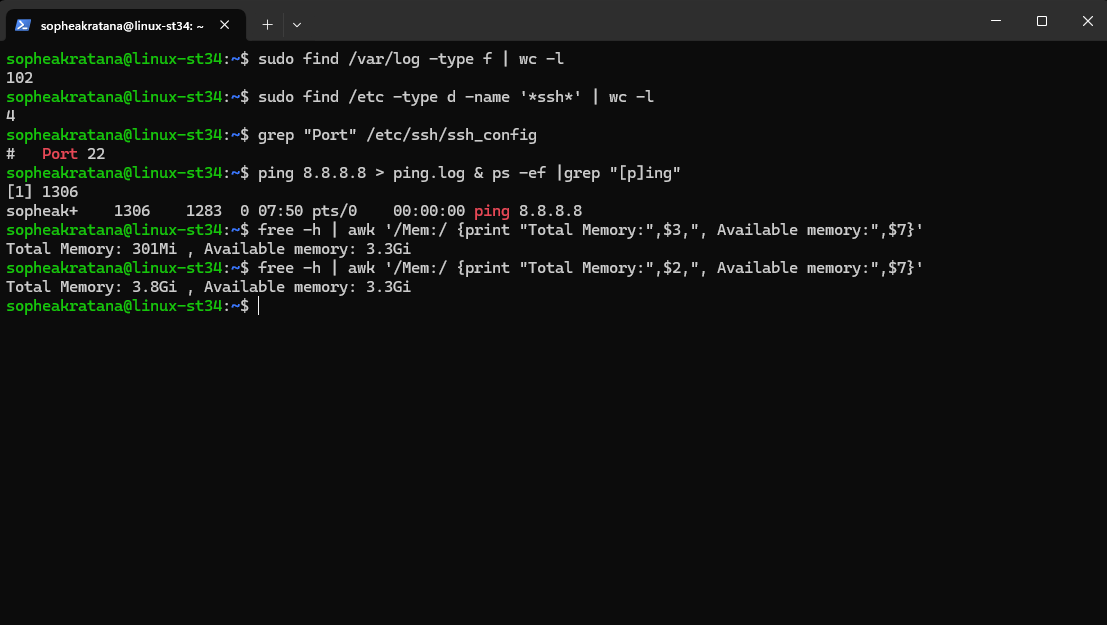 sopheakratana@linux-st34: ~
sopheakratana@linux-st34:~$ sudo find /var/log -type f | wc -l
102
sopheakratana@linux-st34:~$ sudo find /etc -type d -name '*ssh*' | wc -l
4
sopheakratana@linux-st34:~$ grep "Port" /etc/ssh/ssh_config
#   Port 22
sopheakratana@linux-st34:~$ ping 8.8.8.8 > ping.log & ps -ef |grep "[p]ing"
[1] 1306
sopheak+    1306    1283  0 07:50 pts/0    00:00:00 ping 8.8.8.8
sopheakratana@linux-st34:~$ free -h | awk '/Mem:/ {print "Total Memory:",$3,", Available memory:",$7}'
Total Memory: 301Mi , Available memory: 3.3Gi
sopheakratana@linux-st34:~$ free -h | awk '/Mem:/ {print "Total Memory:",$2,", Available memory:",$7}'
Total Memory: 3.8Gi , Available memory: 3.3Gi
sopheakratana@linux-st34:~$